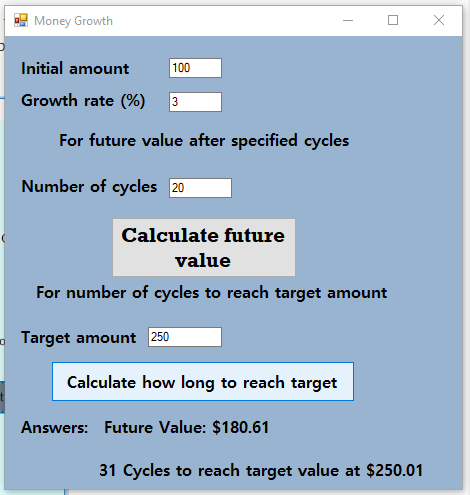 Money Growth
Initial amount 100
Growth rate (%) 3
For future value after specified cycles
Number of cycles 20
Calculate future
value
For number of cycles to reach target amount
Target amount 250
Calculate how long to reach target
Answers: Future Value: $180.61
31 Cycles to reach target value at $250.01